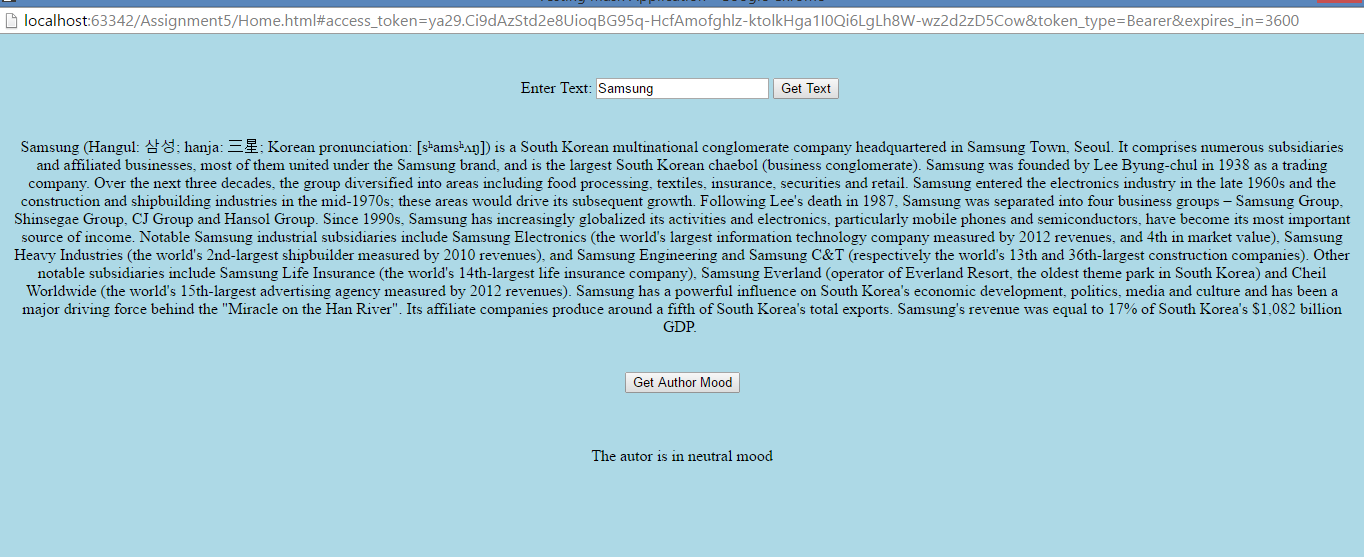 localhost:63342/Assignment5/Home.html#access_token=ya29.Ci9dAzStd2e8UioqBG95q-HcfAmofghlz-ktolkHga1I0Qi6LgLh8W-wz2d2zD5Cow&token_type=Bearer&expires_in=3600
Enter Text: Samsung Get Text
Samsung (Hangul: 삼성; hanja: 三星; Korean pronunciation: [sʰamsʰʌŋ]) is a South Korean multinational conglomerate company headquartered in Samsung Town, Seoul. It comprises numerous subsidiaries
and affiliated businesses, most of them united under the Samsung brand, and is the largest South Korean chaebol (business conglomerate). Samsung was founded by Lee Byung-chul in 1938 as a trading
company. Over the next three decades, the group diversified into areas including food processing, textiles, insurance, securities and retail. Samsung entered the electronics industry in the late 1960s and the
construction and shipbuilding industries in the mid-1970s; these areas would drive its subsequent growth. Following Lee's death in 1987, Samsung was separated into four business groups – Samsung Group,
Shinsegae Group, CJ Group and Hansol Group. Since 1990s, Samsung has increasingly globalized its activities and electronics, particularly mobile phones and semiconductors, have become its most important
source of income. Notable Samsung industrial subsidiaries include Samsung Electronics (the world's largest information technology company measured by 2012 revenues, and 4th in market value), Samsung
Heavy Industries (the world's 2nd-largest shipbuilder measured by 2010 revenues), and Samsung Engineering and Samsung C&T (respectively the world's 13th and 36th-largest construction companies). Other
notable subsidiaries include Samsung Life Insurance (the world's 14th-largest life insurance company), Samsung Everland (operator of Everland Resort, the oldest theme park in South Korea) and Cheil
Worldwide (the world's 15th-largest advertising agency measured by 2012 revenues). Samsung has a powerful influence on South Korea's economic development, politics, media and culture and has been a
major driving force behind the "Miracle on the Han River". Its affiliate companies produce around a fifth of South Korea's total exports. Samsung's revenue was equal to 17% of South Korea's $1,082 billion
GDP.
Get Author Mood
The autor is in neutral mood